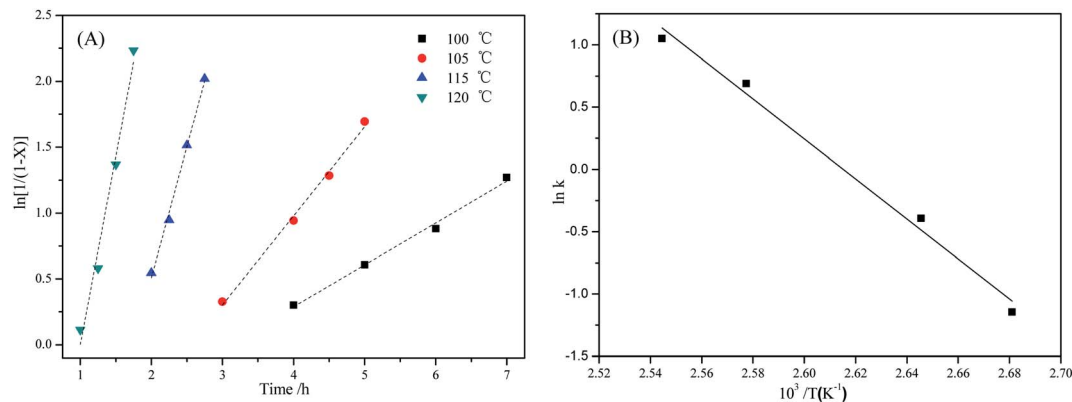 (A)
2.5
2.0
1.5
1.0
0.5
0.0
ln[1/(1-X)]
100 ℃
105 ℃
115 ℃
120 ℃
1 2 3 4 5 6 7
Time /h
(B)
1.0
0.5
0.0
-0.5
-1.0
-1.5
ln k
2.52 2.54 2.56 2.58 2.60 2.62 2.64 2.66 2.68 2.70
10³ /T(K⁻¹)